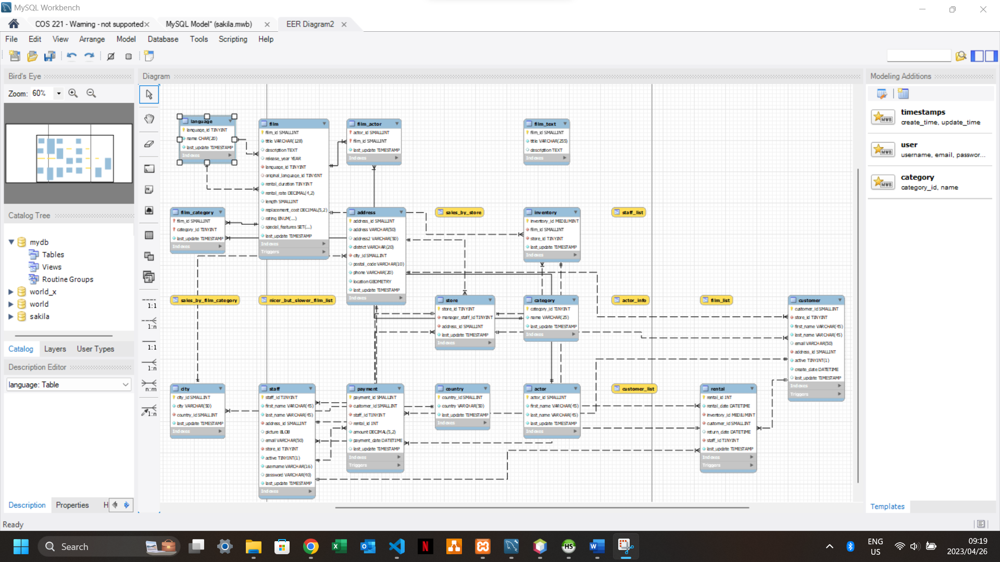 MySQL Workbench
COS 221 - Warning - not supported
MySQL Model* (sakila.mwb)
EER Diagram2
File Edit View Arrange Model Database Tools Scripting Help
Bird's Eye
Zoom: 60%
Catalog Tree
mydb
Tables
Views
Routine Groups
world_x
world
sakila
Catalog Layers User Types
Description Editor
language: Table
Description Properties H
Ready
Diagram
1:1
1:n
1:1
1:n
n:m
1:n
language
language_id TINYINT
name CHAR(20)
last_update TIMESTAMP
Indexes
film
film_id SMALLINT
title VARCHAR(128)
description TEXT
release_year YEAR
language_id TINYINT
original_language_id TINYINT
rental_duration TINYINT
rental_rate DECIMAL(4,2)
length SMALLINT
replacement_cost DECIMAL(5,2)
rating ENUM(...)
special_features SET(...)
last_update TIMESTAMP
Indexes
Triggers
film_actor
actor_id SMALLINT
film_id SMALLINT
last_update TIMESTAMP
Indexes
film_text
film_id SMALLINT
title VARCHAR(255)
description TEXT
Indexes
film_category
film_id SMALLINT
category_id TINYINT
last_update TIMESTAMP
Indexes
address
address_id SMALLINT
address VARCHAR(50)
address2 VARCHAR(50)
district VARCHAR(20)
city_id SMALLINT
postal_code VARCHAR(10)
phone VARCHAR(20)
location GEOMETRY
last_update TIMESTAMP
Indexes
sales_by_store
inventory
inventory_id MEDIUMINT
film_id SMALLINT
store_id TINYINT
last_update TIMESTAMP
Indexes
staff_list
sales_by_film_category
nicer_but_slower_film_list
store
store_id TINYINT
manager_staff_id TINYINT
address_id SMALLINT
last_update TIMESTAMP
Indexes
category
category_id TINYINT
name VARCHAR(25)
last_update TIMESTAMP
Indexes
actor_info
film_list
customer
customer_id SMALLINT
store_id TINYINT
first_name VARCHAR(45)
last_name VARCHAR(45)
email VARCHAR(50)
address_id SMALLINT
active TINYINT(1)
create_date DATETIME
last_update TIMESTAMP
Indexes
Triggers
city
city_id SMALLINT
city VARCHAR(50)
country_id SMALLINT
last_update TIMESTAMP
Indexes
staff
staff_id TINYINT
first_name VARCHAR(45)
last_name VARCHAR(45)
address_id SMALLINT
picture BLOB
email VARCHAR(50)
store_id TINYINT
active TINYINT(1)
username VARCHAR(16)
password VARCHAR(40)
last_update TIMESTAMP
Indexes
payment
payment_id SMALLINT
customer_id SMALLINT
staff_id TINYINT
rental_id INT
amount DECIMAL(5,2)
payment_date DATETIME
last_update TIMESTAMP
Indexes
Triggers
country
country_id SMALLINT
country VARCHAR(50)
last_update TIMESTAMP
Indexes
actor
actor_id SMALLINT
first_name VARCHAR(45)
last_name VARCHAR(45)
last_update TIMESTAMP
Indexes
customer_list
rental
rental_id INT
rental_date DATETIME
inventory_id MEDIUMINT
customer_id SMALLINT
return_date DATETIME
staff_id TINYINT
last_update TIMESTAMP
Indexes
Triggers
Modeling Additions
MWB
timestamps
create_time, update_time
MWB
user
username, email, passwor...
MWB
category
category_id, name
Templates
Search
N
HS
ENG
US
09:19
2023/04/26